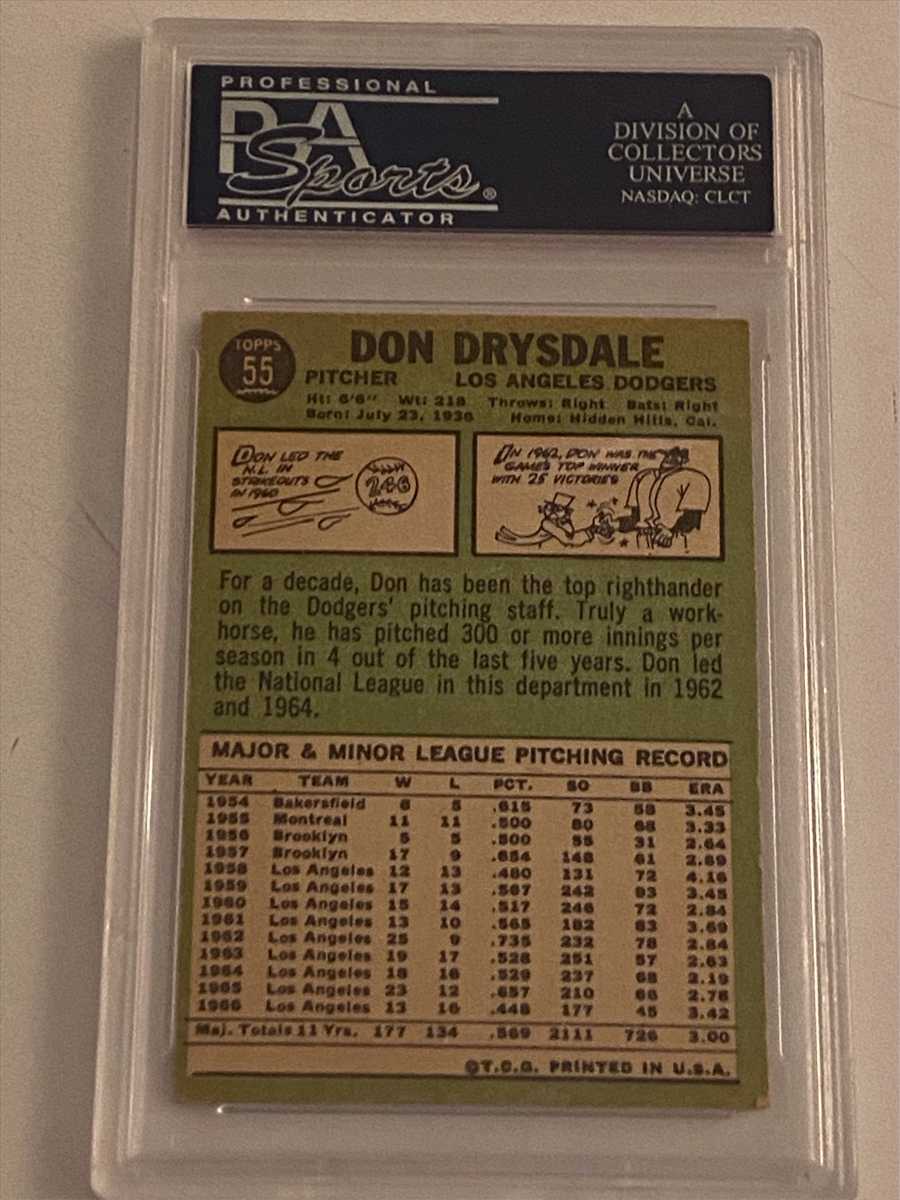 PROFESSIONAL
PSA
Sports®
AUTHENTICATOR
A
DIVISION OF
COLLECTORS
UNIVERSE
NASDAQ: CLCT
TOPPS
55
DON DRYSDALE
PITCHER LOS ANGELES DODGERS
Ht: 6'6" Wt: 218 Throws: Right Bats: Right
Born: July 23, 1936 Home: Hidden Hills, Cal.
DON LED THE
N.L. IN
STRIKEOUTS
IN 1960
246
IN 1962, DON WAS THE
GAME'S TOP WINNER
WITH 25 VICTORIES
For a decade, Don has been the top righthander
on the Dodgers' pitching staff. Truly a work-
horse, he has pitched 300 or more innings per
season in 4 out of the last five years. Don led
the National League in this department in 1962
and 1964.
MAJOR & MINOR LEAGUE PITCHING RECORD
YEAR TEAM W L PCT. SO BB ERA
1954 Bakersfield 8 5 .615 73 58 3.45
1955 Montreal 11 11 .500 80 68 3.33
1956 Brooklyn 5 5 .500 55 31 2.64
1957 Brooklyn 17 9 .654 148 61 2.69
1958 Los Angeles 12 13 .480 131 72 4.16
1959 Los Angeles 17 13 .567 242 93 3.45
1960 Los Angeles 15 14 .517 246 72 2.84
1961 Los Angeles 13 10 .565 182 83 3.69
1962 Los Angeles 25 9 .735 232 78 2.84
1963 Los Angeles 19 17 .528 251 57 2.63
1964 Los Angeles 18 16 .529 237 68 2.19
1965 Los Angeles 23 12 .657 210 66 2.78
1966 Los Angeles 13 16 .448 177 45 3.42
Maj. Totals 11 Yrs. 177 134 .569 2111 726 3.00
©T.C.G. PRINTED IN U.S.A.